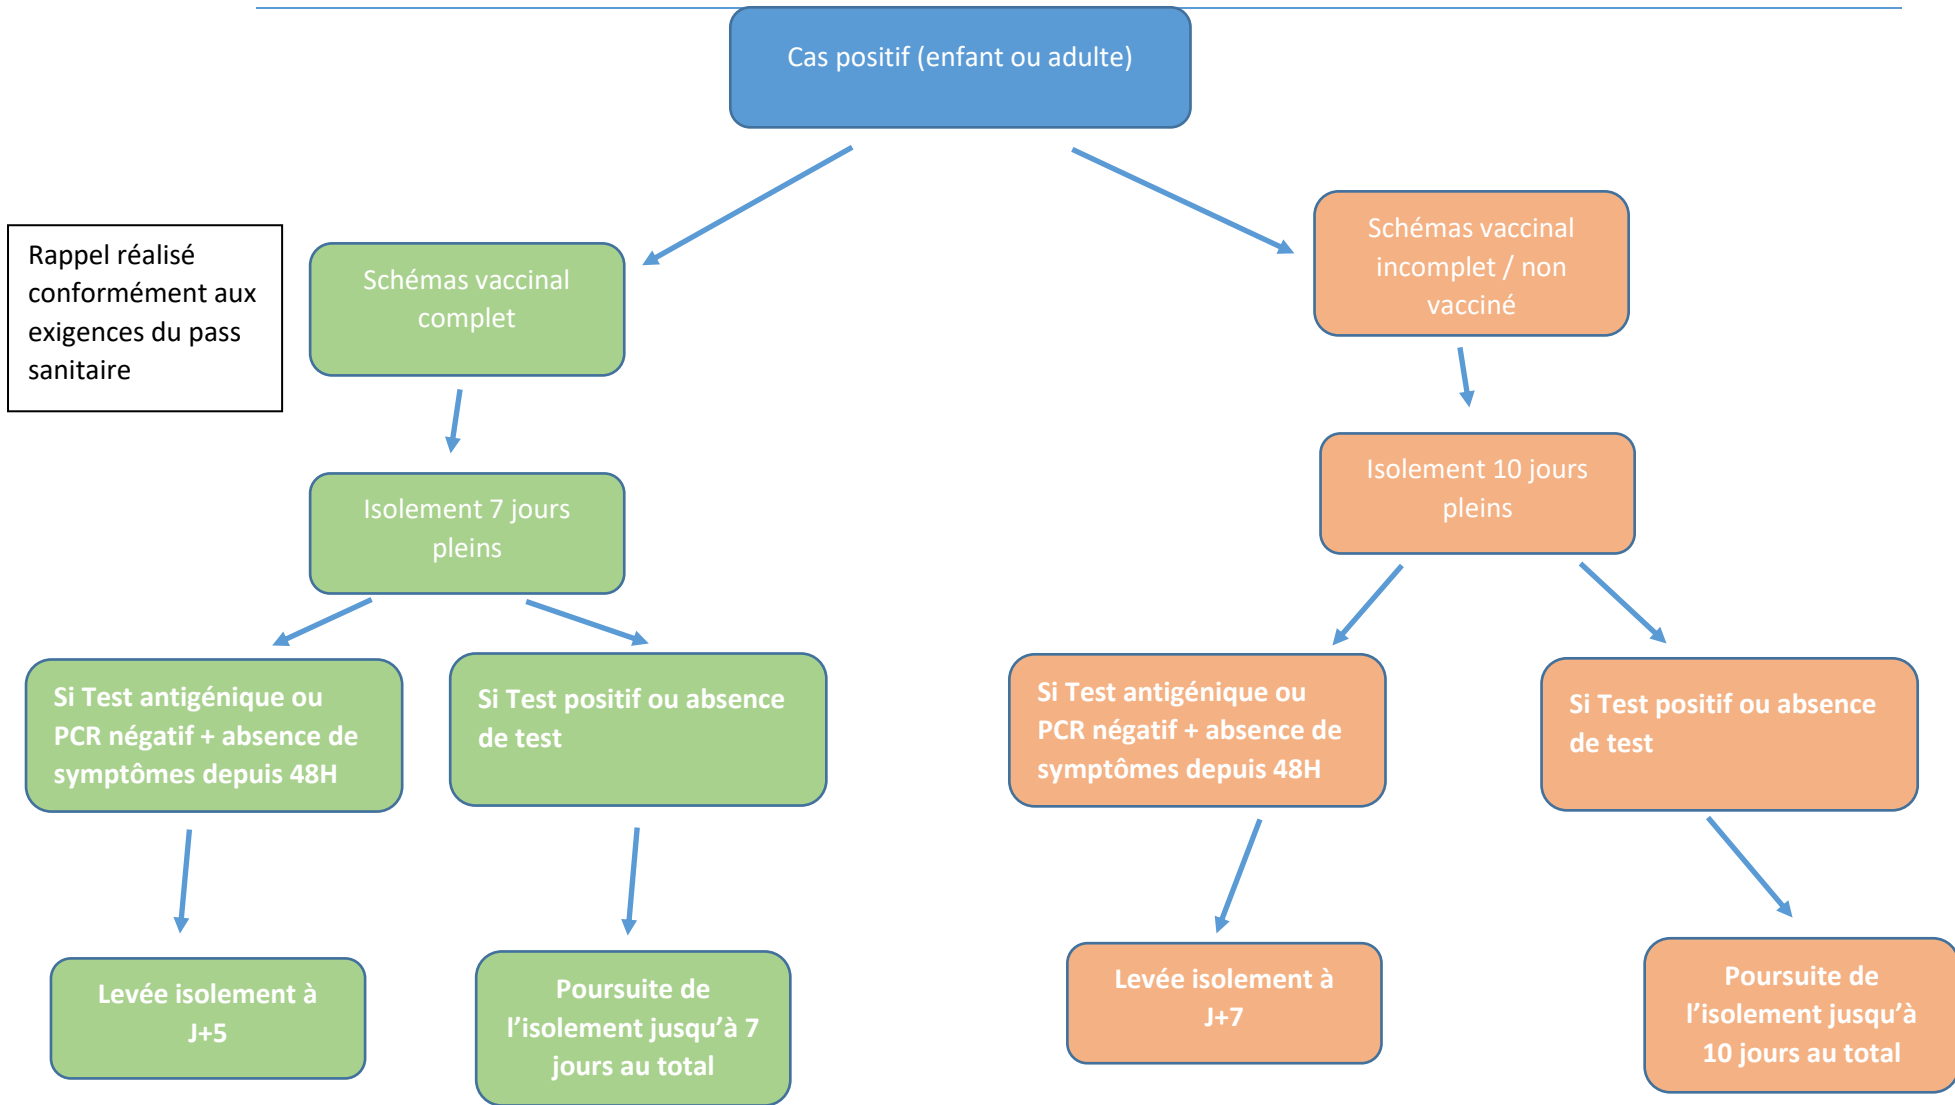 Cas positif (enfant ou adulte)
Rappel réalisé
conformément aux
exigences du pass
sanitaire
Schémas vaccinal
complet
Schémas vaccinal
incomplet / non
vacciné
Isolement 7 jours
pleins
Isolement 10 jours
pleins
Si Test antigénique ou
PCR négatif + absence de
symptômes depuis 48H
Si Test positif ou absence
de test
Si Test antigénique ou
PCR négatif + absence de
symptômes depuis 48H
Si Test positif ou absence
de test
Levée isolement à
J+5
Poursuite de
l’isolement jusqu’à 7
jours au total
Levée isolement à
J+7
Poursuite de
l’isolement jusqu’à
10 jours au total